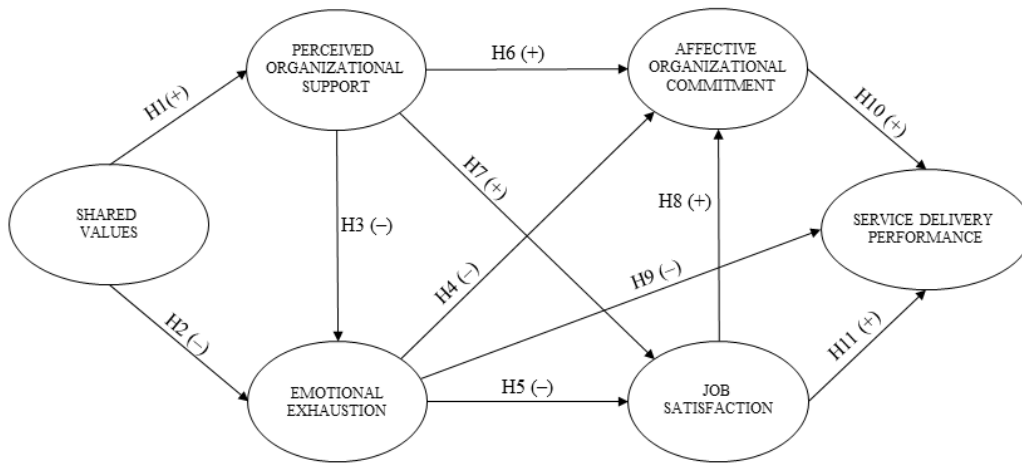 PERCEIVED
ORGANIZATIONAL
SUPPORT
H6 (+)
AFFECTIVE
ORGANIZATIONAL
COMMITMENT
H1(+)
H10 (+)
H7 (+)
H8 (+)
SHARED
VALUES
H3 (–)
SERVICE DELIVERY
PERFORMANCE
H4 (–)
H9 (–)
H2 (–)
H11 (+)
EMOTIONAL
EXHAUSTION
H5 (–)
JOB
SATISFACTION